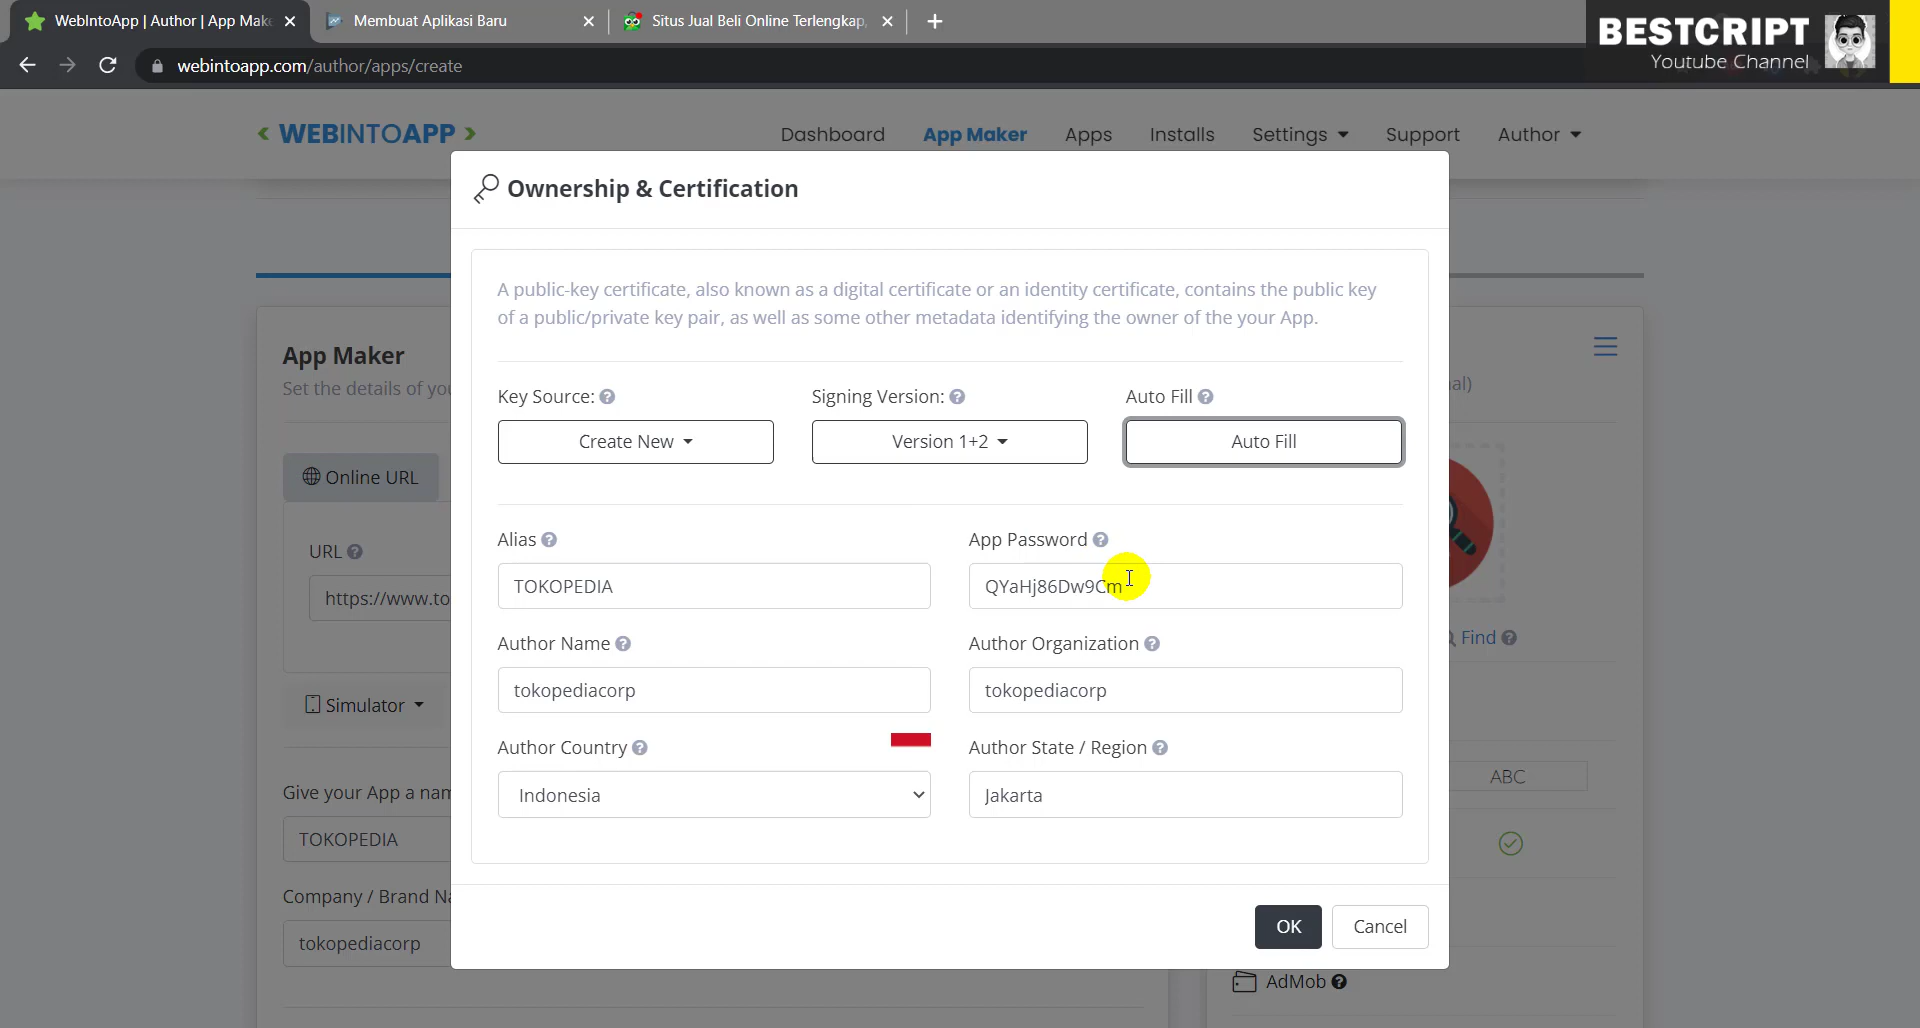 WebIntoApp | Author | App Make
Membuat Aplikasi Baru
Situs Jual Beli Online Terlengkap,
BESTCRIPT
Youtube Channel
webintoapp.com/author/apps/create
< WEBINTOAPP >
Dashboard
App Maker
Apps
Installs
Settings
Support
Author
Ownership & Certification
A public-key certificate, also known as a digital certificate or an identity certificate, contains the public key
of a public/private key pair, as well as some other metadata identifying the owner of the your App.
Key Source:
Signing Version:
Auto Fill
Create New
Version 1+2
Auto Fill
Alias
App Password
TOKOPEDIA
QYaHj86Dw9Cm
Author Name
Author Organization
tokopediacorp
tokopediacorp
Author Country
Author State / Region
Indonesia
Jakarta
OK
Cancel
App Maker
Set the details of you
Online URL
URL
https://www.to
Simulator
Give your App a nam
TOKOPEDIA
Company / Brand Na
tokopediacorp
al)
Find
ABC
AdMob